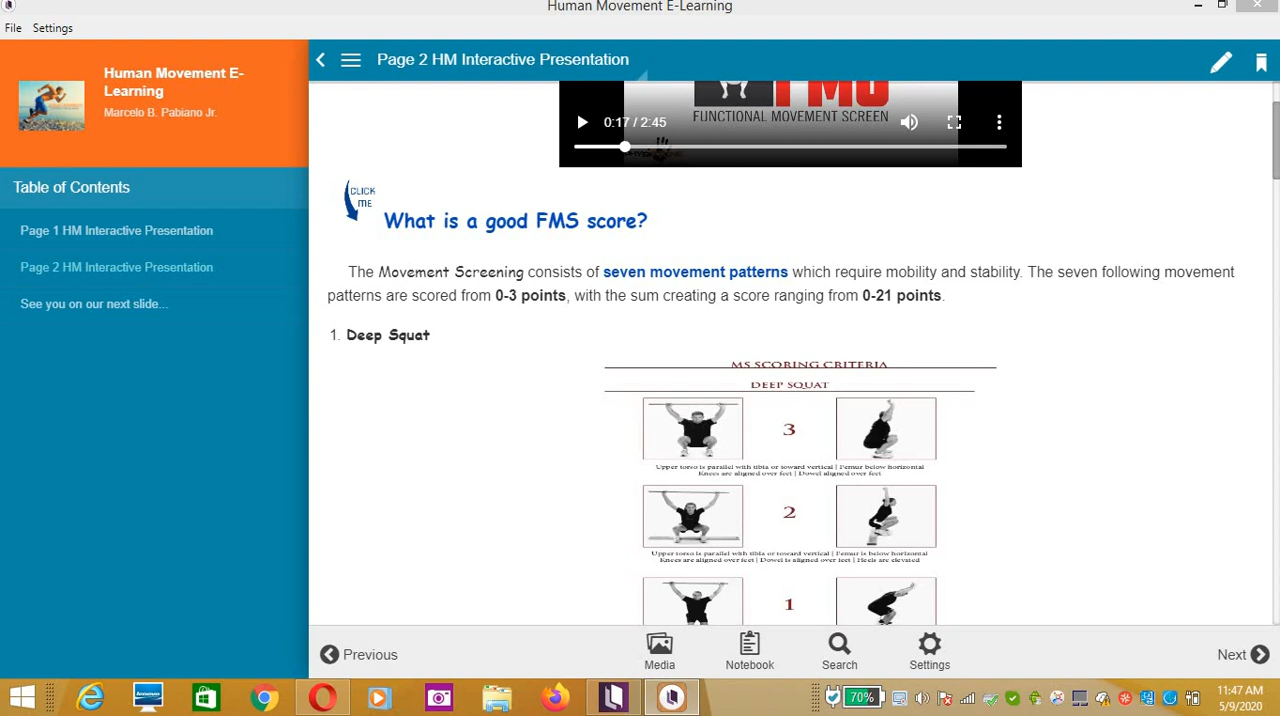 Human Movement E-Learning
File Settings
Human Movement E-
Learning
Marcelo B. Pabiano Jr.
Table of Contents
Page 1 HM Interactive Presentation
Page 2 HM Interactive Presentation
See you on our next slide...
Page 2 HM Interactive Presentation
FMS
FUNCTIONAL MOVEMENT SCREEN
0:17 / 2:45
CLICK
ME
What is a good FMS score?
The Movement Screening consists of seven movement patterns which require mobility and stability. The seven following movement
patterns are scored from 0-3 points, with the sum creating a score ranging from 0-21 points.
1. Deep Squat
MS SCORING CRITERIA
DEEP SQUAT
3
Upper torso is parallel with tibia or toward vertical | Femur below horizontal
Knees are aligned over feet | Dowel aligned over feet
2
Upper torso is parallel with tibia or toward vertical | Femur is below horizontal
Knees are aligned over feet | Dowel is aligned over feet | Heels are elevated
1
Previous
Media
Notebook
Search
Settings
Next
lenovo
70%
11:47 AM
5/9/2020